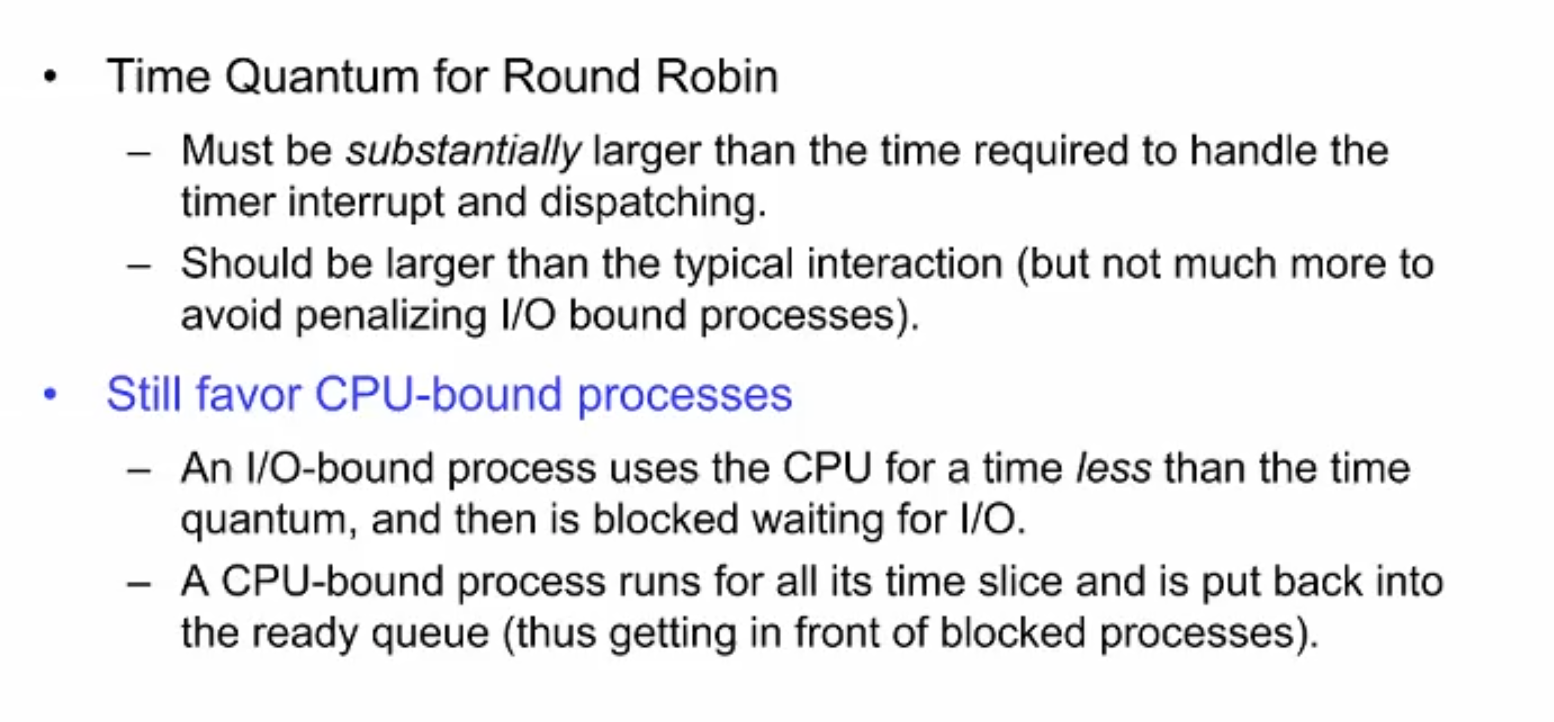 • Time Quantum for Round Robin
– Must be substantially larger than the time required to handle the
timer interrupt and dispatching.
– Should be larger than the typical interaction (but not much more to
avoid penalizing I/O bound processes).
• Still favor CPU-bound processes
– An I/O-bound process uses the CPU for a time less than the time
quantum, and then is blocked waiting for I/O.
– A CPU-bound process runs for all its time slice and is put back into
the ready queue (thus getting in front of blocked processes).